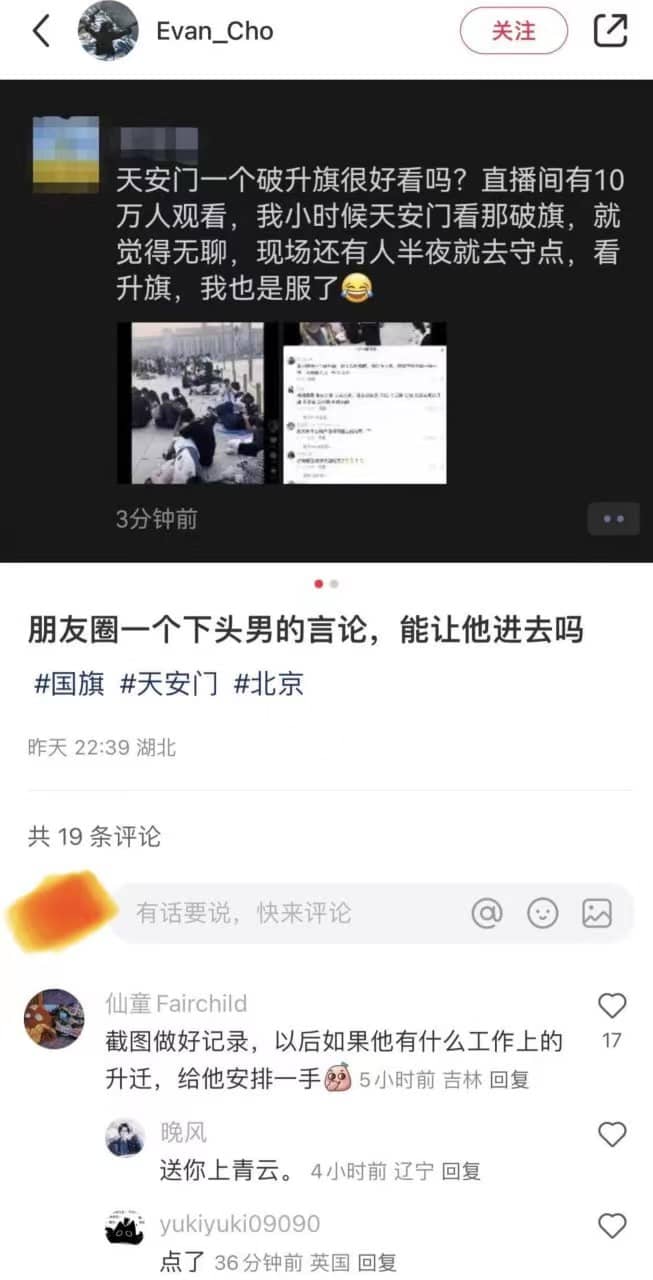 Evan_Cho
关注
天安门一个破升旗很好看吗？直播间有10
万人观看，我小时候天安门看那破旗，就
觉得无聊，现场还有人半夜就去守点，看
升旗，我也是服了😂
3分钟前
朋友圈一个下头男的言论，能让他进去吗
#国旗 #天安门 #北京
昨天 22:39 湖北
共 19 条评论
有话要说，快来评论
仙童Fairchild
截图做好记录，以后如果他有什么工作上的
17
升迁，给他安排一手 5小时前 吉林 回复
晚风
送你上青云。 4小时前 辽宁 回复
yukiyuki09090
点了 36分钟前 英国 回复